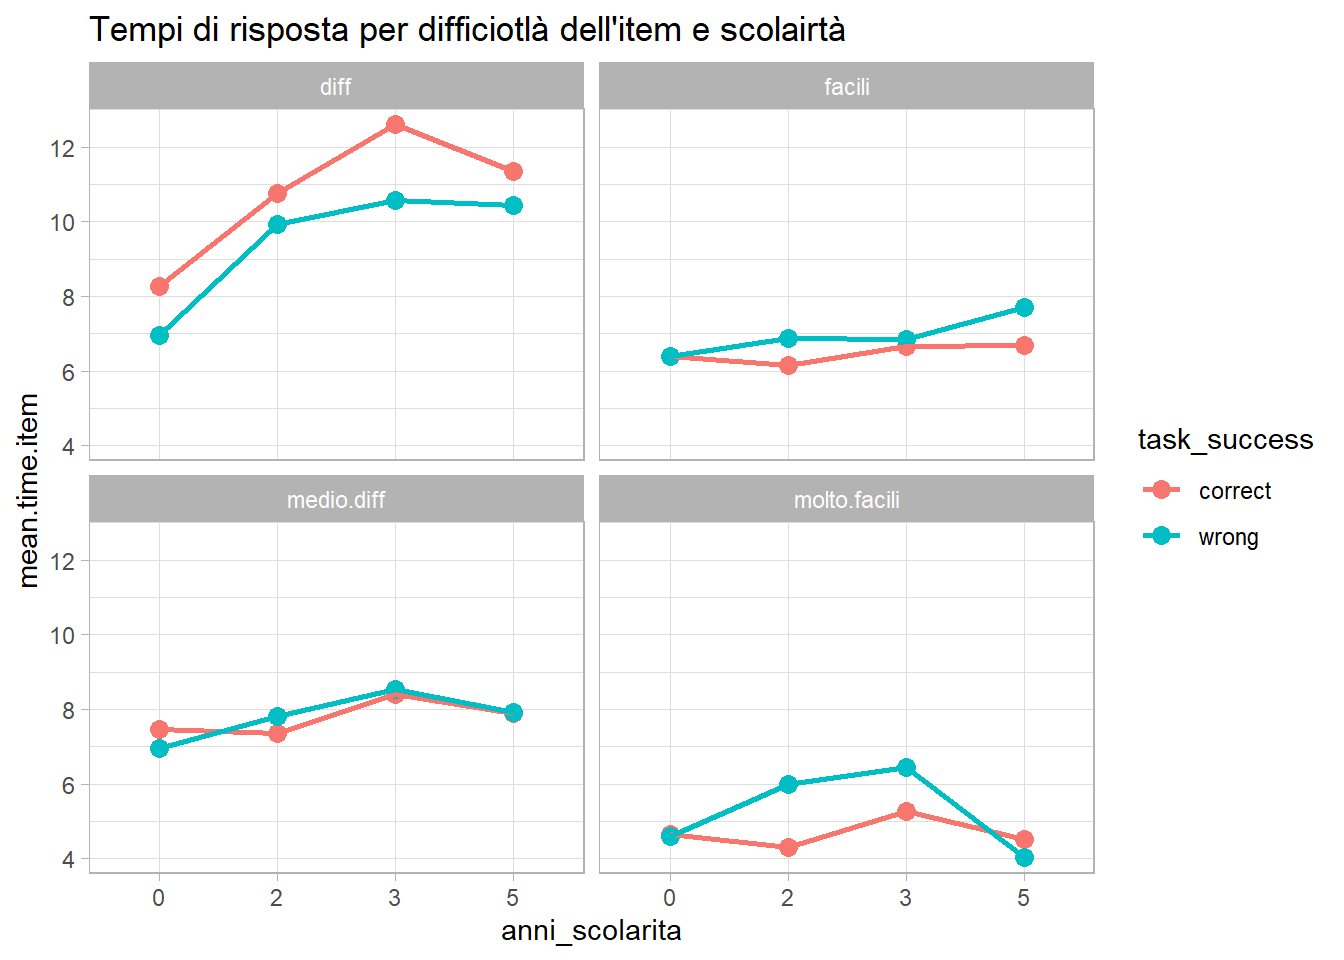 Tempi di risposta per difficiotlà dell'item e scolairtà
diff
facili
12
10
8
6
4
mean.time.item
task_success
correct
wrong
medio.diff
molto.facili
12
10
8
6
4
0 2 3 5
0 2 3 5
anni_scolarita